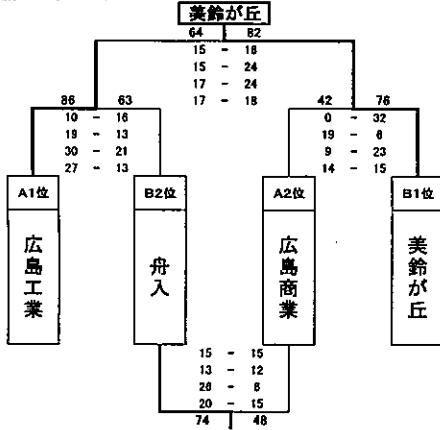 美鈴が丘
64 82
15 - 16
15 - 24
17 - 24
17 - 18
86 63
10 - 16
19 - 13
30 - 21
27 - 13
42 76
0 - 32
19 - 6
9 - 23
14 - 15
A1位
広島工業
B2位
舟入
A2位
広島商業
B1位
美鈴が丘
15 - 15
13 - 12
26 - 6
20 - 15
74 48